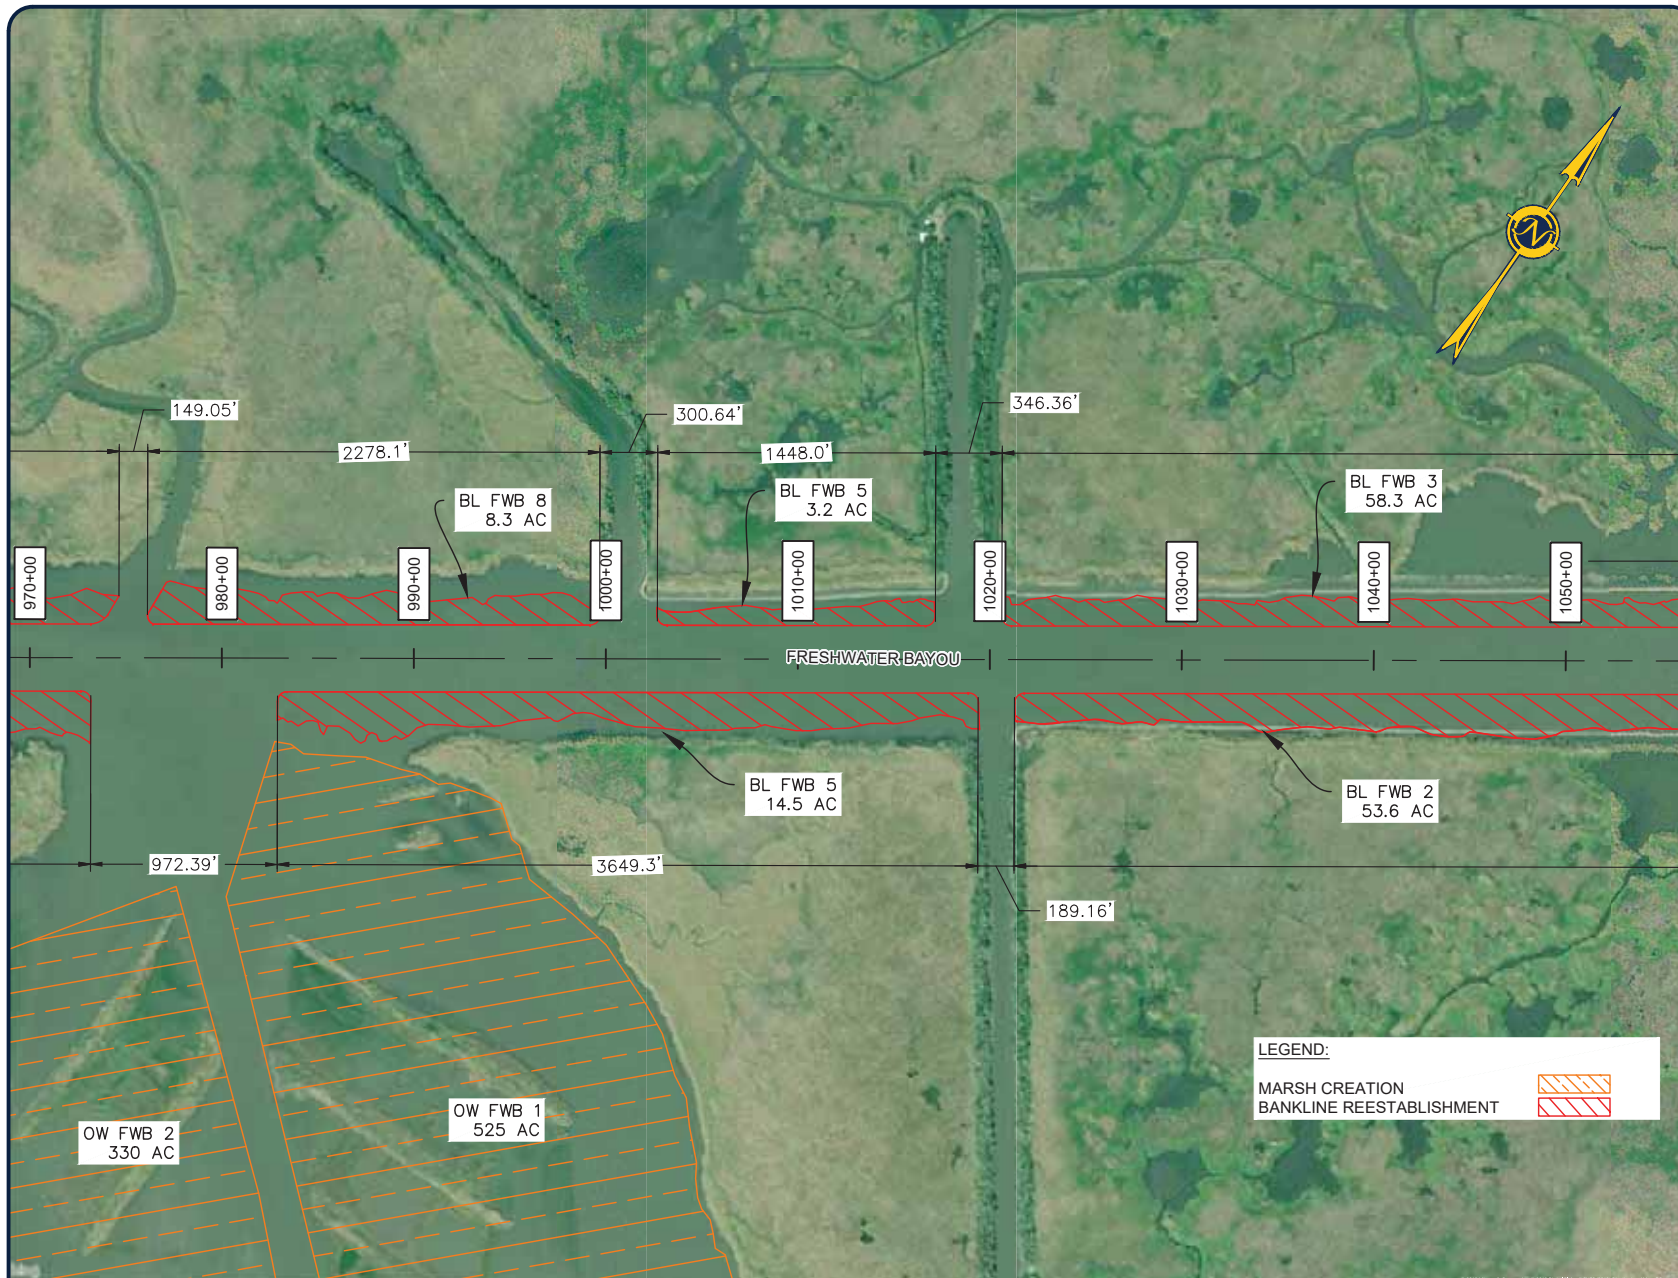 149.05'
2278.1'
300.64'
1448.0'
346.36'
BL FWB 8
8.3 AC
BL FWB 5
3.2 AC
BL FWB 3
58.3 AC
970+00
980+00
990+00
1000+00
1010+00
1020+00
1030+00
1040+00
1050+00
FRESHWATER BAYOU
BL FWB 5
14.5 AC
BL FWB 2
53.6 AC
972.39'
3649.3'
189.16'
OW FWB 2
330 AC
OW FWB 1
525 AC
N
LEGEND:
MARSH CREATION
BANKLINE REESTABLISHMENT